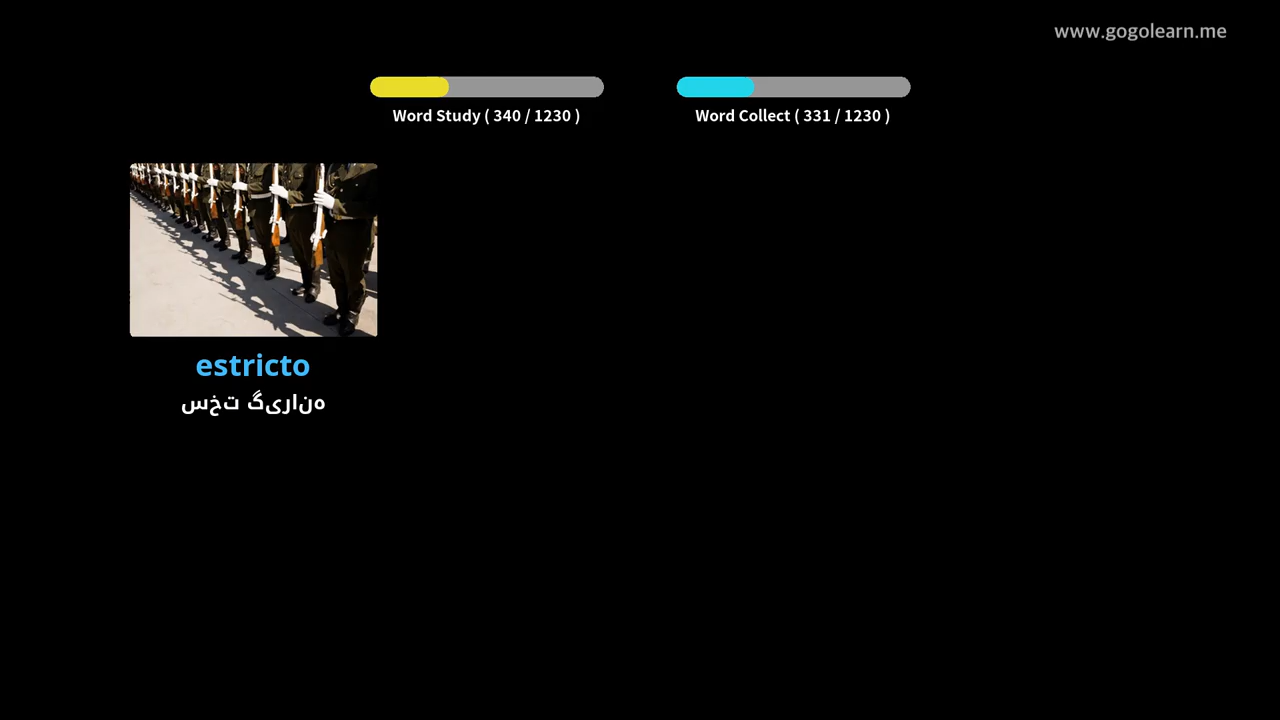 www.gogolearn.me
Word Study ( 340 / 1230 )
Word Collect ( 331 / 1230 )
estricto
سخت گیرانه